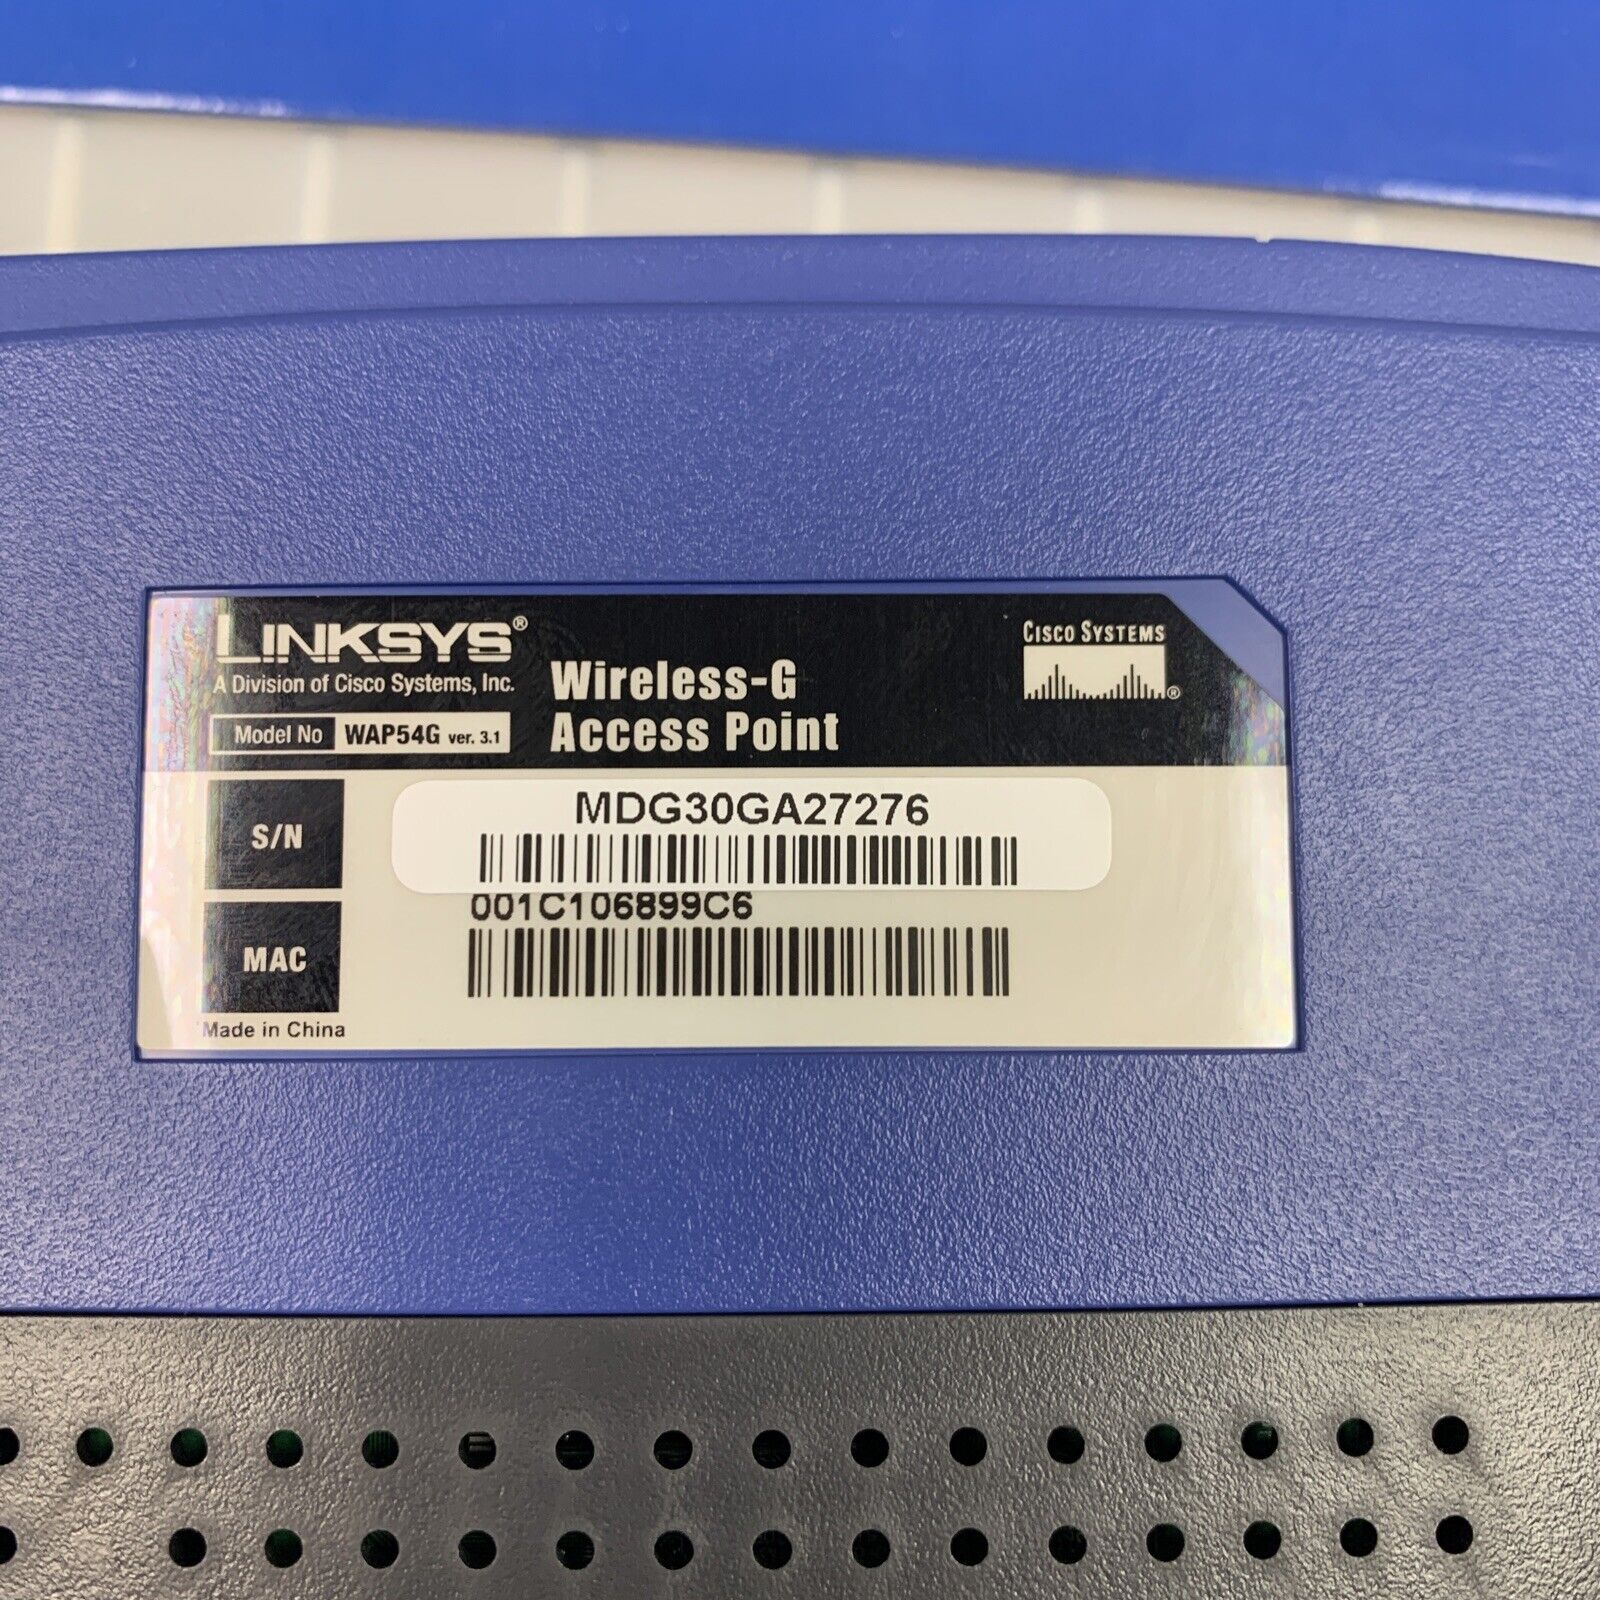 LINKSYS®
A Division of Cisco Systems, Inc.
Model No WAP54G ver. 3.1
Wireless-G
Access Point
CISCO SYSTEMS
®
S/N
MDG30GA27276
001C106899C6
MAC
Made in China